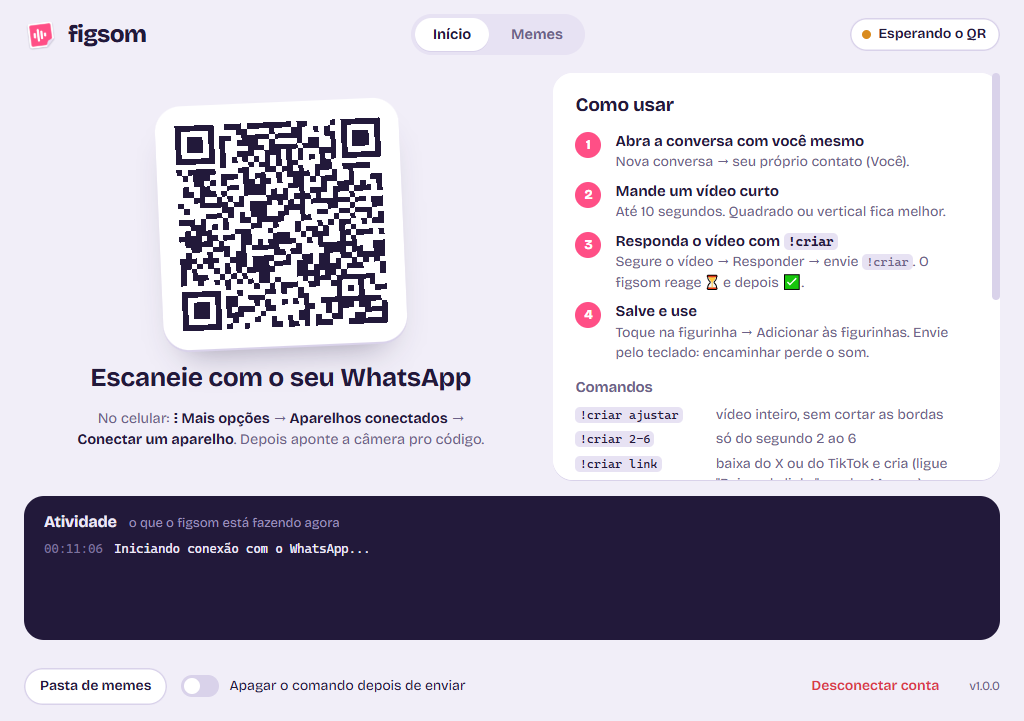 figsom
Início
Memes
Esperando o QR
Escaneie com o seu WhatsApp
No celular: ⋮ Mais opções → Aparelhos conectados →
Conectar um aparelho. Depois aponte a câmera pro código.
Como usar
1 Abra a conversa com você mesmo
Nova conversa → seu próprio contato (Você).
2 Mande um vídeo curto
Até 10 segundos. Quadrado ou vertical fica melhor.
3 Responda o vídeo com !criar
Segure o vídeo → Responder → envie !criar. O
figsom reage ⏳ e depois ✅.
4 Salve e use
Toque na figurinha → Adicionar às figurinhas. Envie
pelo teclado: encaminhar perde o som.
Comandos
!criar ajustar vídeo inteiro, sem cortar as bordas
!criar 2-6 só do segundo 2 ao 6
!criar link baixa do X ou do TikTok e cria (ligue
Atividade o que o figsom está fazendo agora
00:11:06 Iniciando conexão com o WhatsApp...
Pasta de memes
Apagar o comando depois de enviar
Desconectar conta
v1.0.0